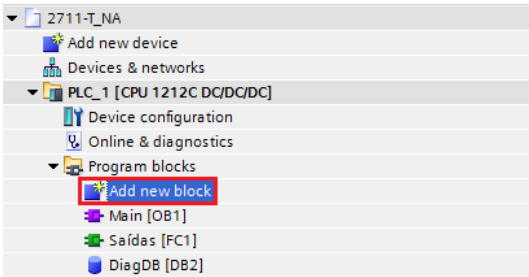 2711-T_NA
Add new device
Devices & networks
PLC_1 [CPU 1212C DC/DC/DC]
Device configuration
Online & diagnostics
Program blocks
Add new block
Main [OB1]
Saídas [FC1]
DiagDB [DB2]